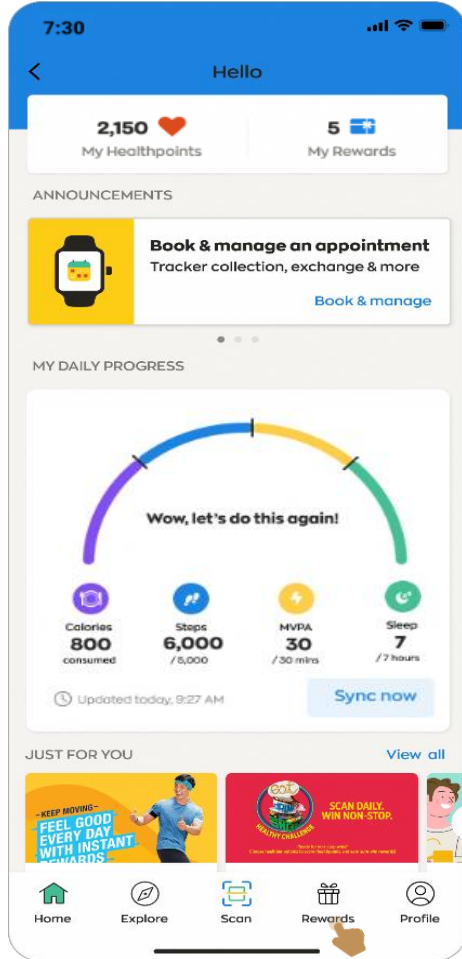 7:30
Hello
2,150
My Healthpoints
5
My Rewards
ANNOUNCEMENTS
Book & manage an appointment
Tracker collection, exchange & more
Book & manage
MY DAILY PROGRESS
Wow, let's do this again!
Calories
800
consumed
Steps
6,000
/5,000
MVPA
30
/30 mins
Sleep
7
/7 hours
Updated today, 9:27 AM
Sync now
JUST FOR YOU
View all
-KEEP MOVING-
FEEL GOOD
EVERY DAY
WITH INSTANT
REWARDS
HEALTHY CHALLENGE
SCAN DAILY.
WIN NON-STOP.
Home
Explore
Scan
Rewards
Profile